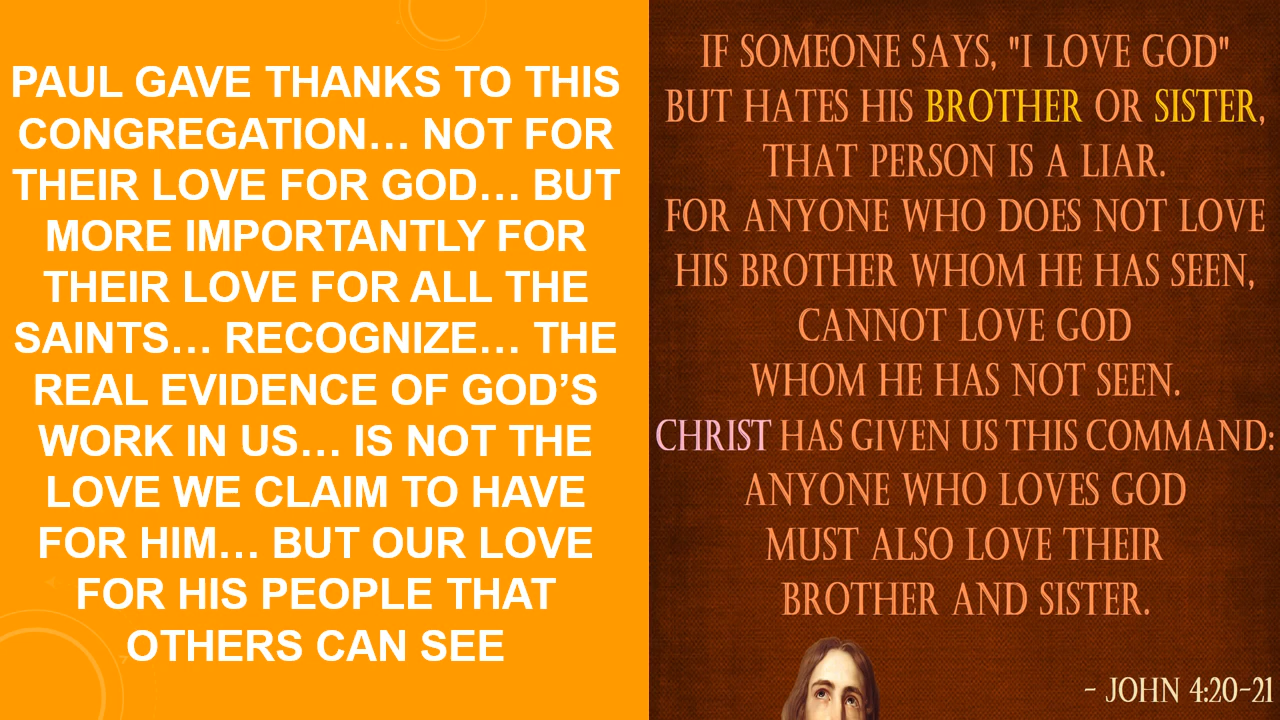 PAUL GAVE THANKS TO THIS
CONGREGATION… NOT FOR
THEIR LOVE FOR GOD… BUT
MORE IMPORTANTLY FOR
THEIR LOVE FOR ALL THE
SAINTS… RECOGNIZE… THE
REAL EVIDENCE OF GOD’S
WORK IN US… IS NOT THE
LOVE WE CLAIM TO HAVE
FOR HIM… BUT OUR LOVE
FOR HIS PEOPLE THAT
OTHERS CAN SEE
IF SOMEONE SAYS, "I LOVE GOD"
BUT HATES HIS BROTHER OR SISTER,
THAT PERSON IS A LIAR.
FOR ANYONE WHO DOES NOT LOVE
HIS BROTHER WHOM HE HAS SEEN,
CANNOT LOVE GOD
WHOM HE HAS NOT SEEN.
CHRIST HAS GIVEN US THIS COMMAND:
ANYONE WHO LOVES GOD
MUST ALSO LOVE THEIR
BROTHER AND SISTER.
- JOHN 4:20-21